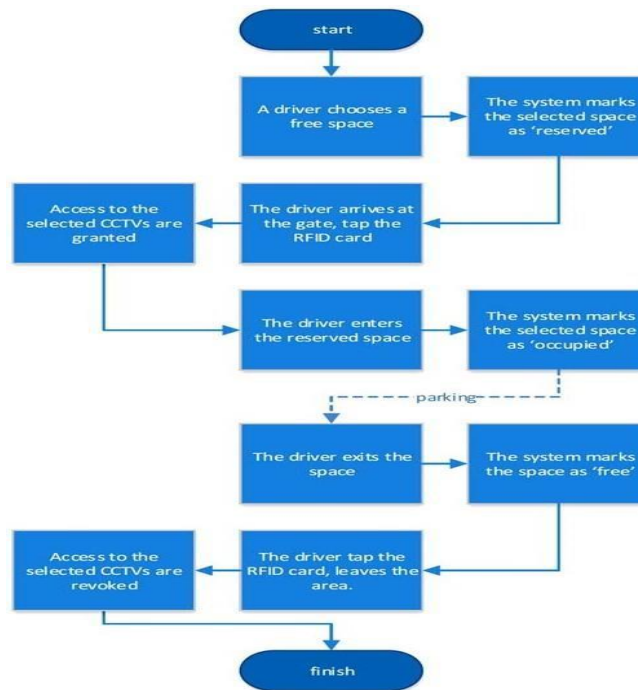 start
A driver chooses a
free space
The system marks
the selected space
as ‘reserved’
The driver arrives at
the gate, tap the
RFID card
Access to the
selected CCTVs are
granted
The driver enters
the reserved space
The system marks
the selected space
as ‘occupied’
parking
The driver exits the
space
The system marks
the space as ‘free’
The driver tap the
RFID card, leaves the
area.
Access to the
selected CCTVs are
revoked
finish